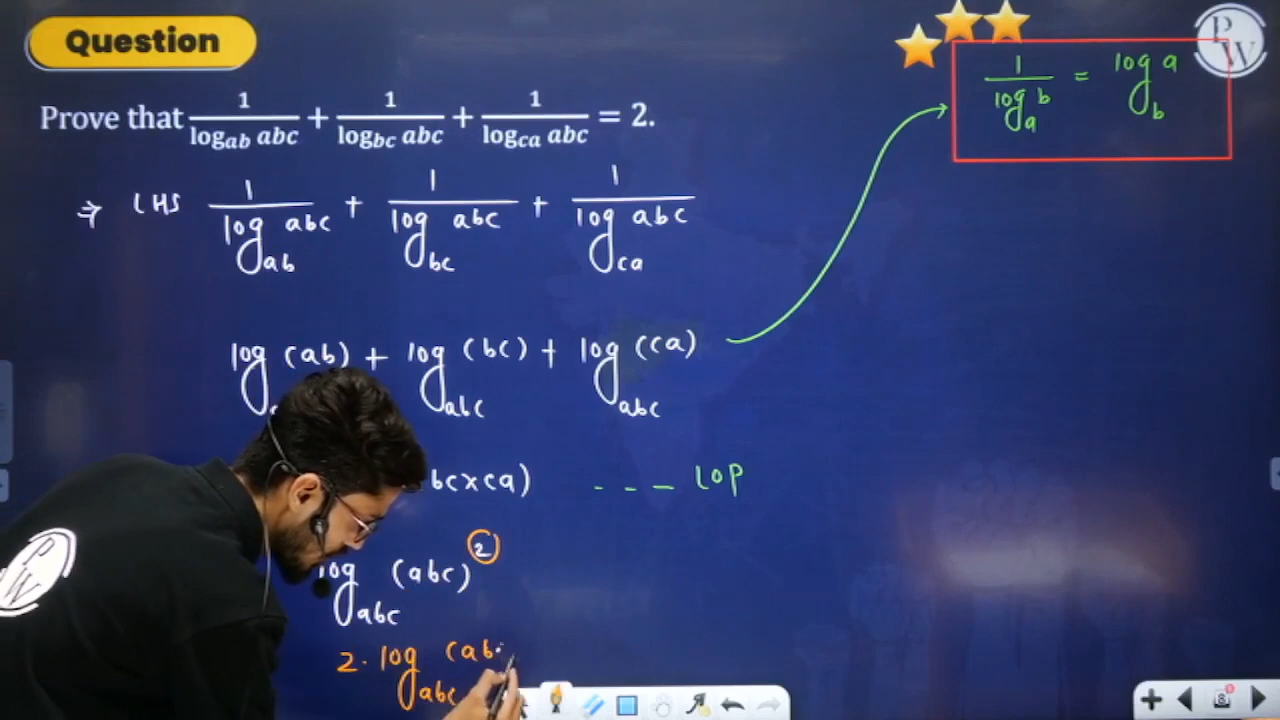 Question
P W
1/log_a b = log_b a
Prove that 1/log_ab abc + 1/log_bc abc + 1/log_ca abc = 2.
⇒ LHS 1/log_ab abc + 1/log_bc abc + 1/log_ca abc
log (ab) + log_abc (bc) + log_abc (ca)
bc×ca) - - - LOP
log_abc (abc)^2
2. log_abc (ab
P W
8